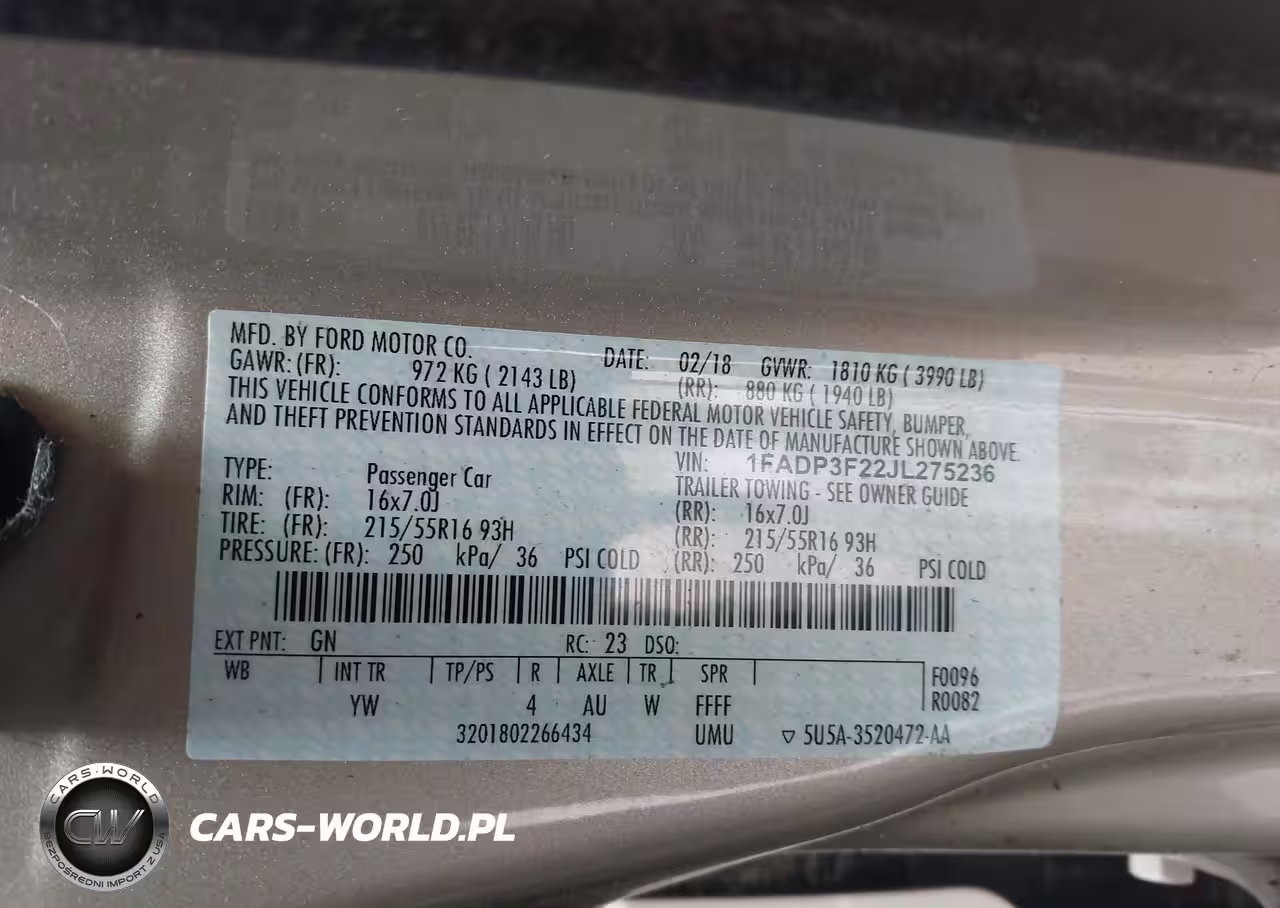 MFD. BY FORD MOTOR CO. DATE: 02/18 GVWR: 1810 KG ( 3990 LB)
GAWR: (FR): 972 KG ( 2143 LB) (RR): 880 KG ( 1940 LB)
THIS VEHICLE CONFORMS TO ALL APPLICABLE FEDERAL MOTOR VEHICLE SAFETY, BUMPER,
AND THEFT PREVENTION STANDARDS IN EFFECT ON THE DATE OF MANUFACTURE SHOWN ABOVE.
VIN: 1FADP3F22JL275236
TYPE: Passenger Car TRAILER TOWING - SEE OWNER GUIDE
RIM: (FR): 16x7.0J (RR): 16x7.0J
TIRE: (FR): 215/55R16 93H (RR): 215/55R16 93H
PRESSURE: (FR): 250 kPa/ 36 PSI COLD (RR): 250 kPa/ 36 PSI COLD
EXT PNT: GN RC: 23 DSO:
WB INT TR TP/PS R AXLE TR SPR F0096
YW 4 AU W FFFF R0082
3201802266434 UMU ▽ 5U5A-3520472-AA
CARS-WORLD
CW
BEZPOŚREDNI IMPORT Z USA
CARS-WORLD.PL